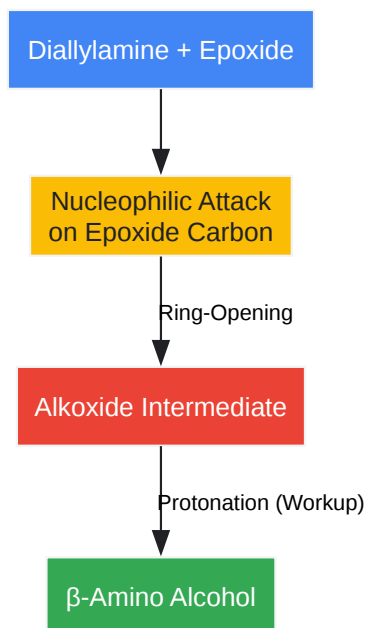 Diallylamine + Epoxide
Nucleophilic Attack
on Epoxide Carbon
Ring-Opening
Alkoxide Intermediate
Protonation (Workup)
β-Amino Alcohol